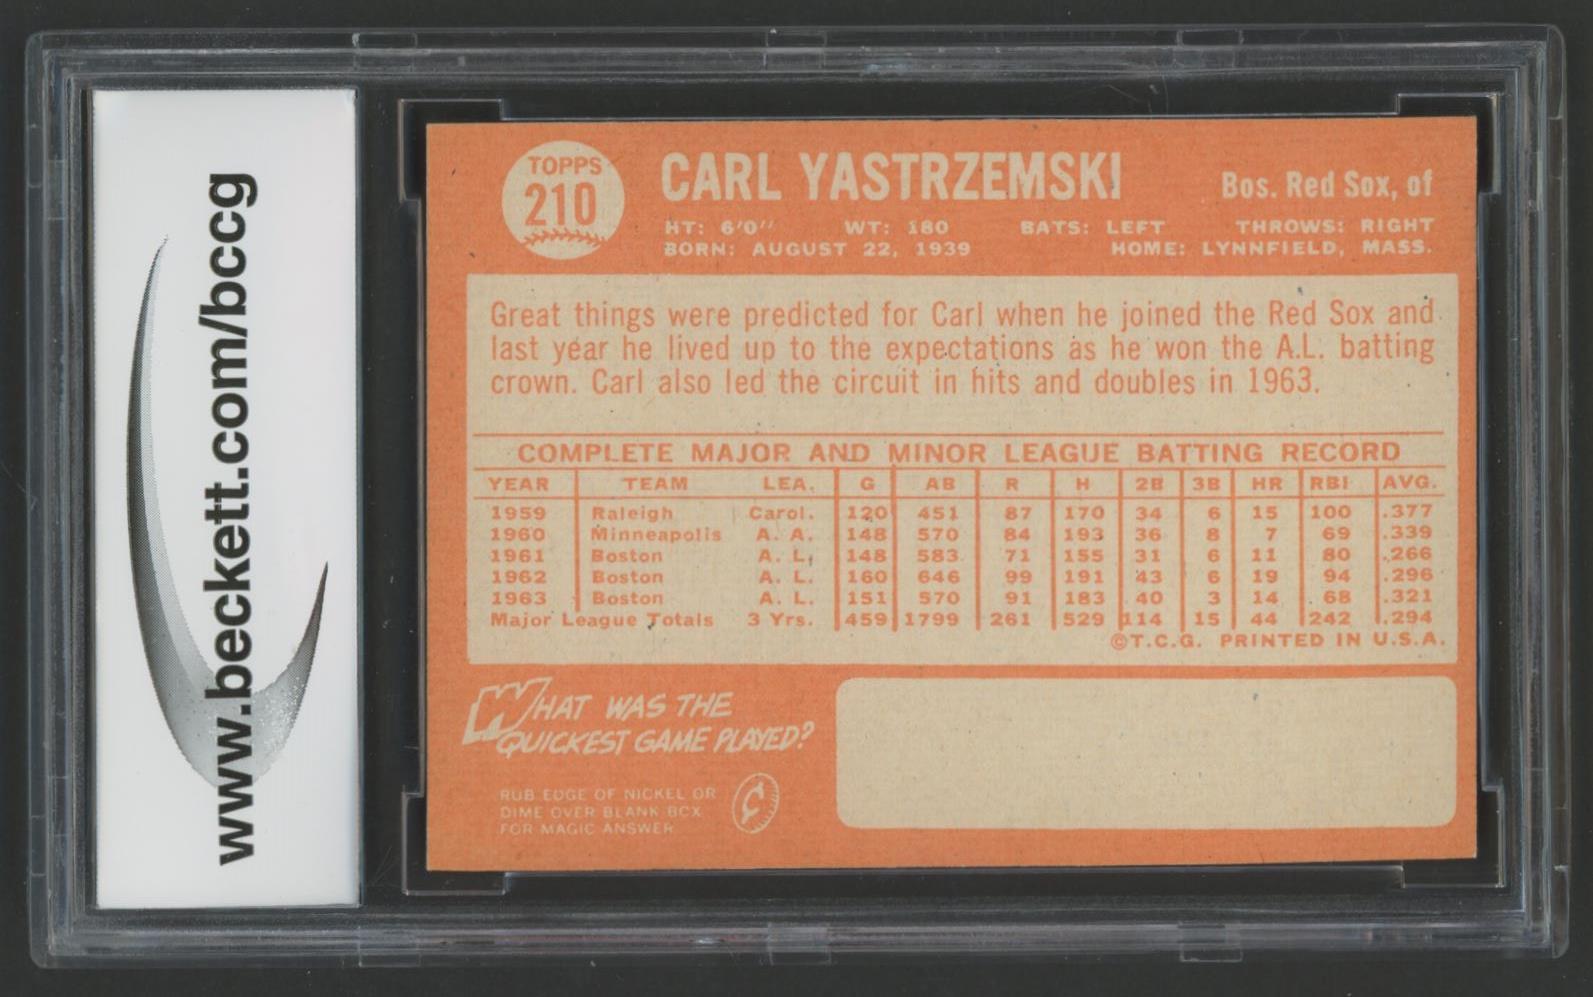 www.beckett.com/bccg
TOPPS
210
CARL YASTRZEMSKI
Bos. Red Sox, of
HT: 6'0" WT: 180 BATS: LEFT THROWS: RIGHT
BORN: AUGUST 22, 1939 HOME: LYNNFIELD, MASS.
Great things were predicted for Carl when he joined the Red Sox and
last year he lived up to the expectations as he won the A.L. batting
crown. Carl also led the circuit in hits and doubles in 1963.
COMPLETE MAJOR AND MINOR LEAGUE BATTING RECORD
YEAR TEAM LEA. G AB R H 2B 3B HR RBI AVG.
1959 Raleigh Carol. 120 451 87 170 34 6 15 100 .377
1960 Minneapolis A. A. 148 570 84 193 36 8 7 69 .339
1961 Boston A. L. 148 583 71 155 31 6 11 80 .266
1962 Boston A. L. 160 646 99 191 43 6 19 94 .296
1963 Boston A. L. 151 570 91 183 40 3 14 68 .321
Major League Totals 3 Yrs. 459 1799 261 529 114 15 44 242 .294
©T.C.G. PRINTED IN U.S.A.
WHAT WAS THE
QUICKEST GAME PLAYED?
RUB EDGE OF NICKEL OR
DIME OVER BLANK BOX
FOR MAGIC ANSWER